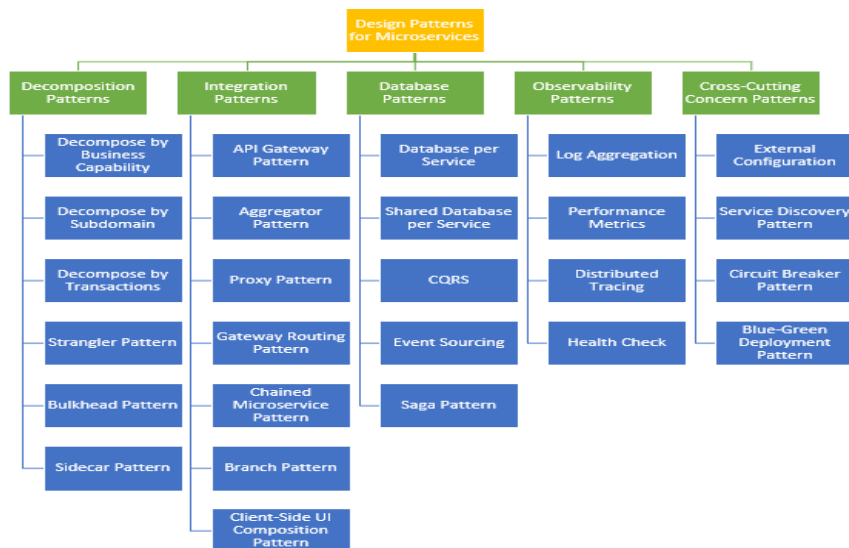 Design Patterns
for Microservices
Decomposition
Patterns
Decompose by
Business
Capability
Decompose by
Subdomain
Decompose by
Transactions
Strangler Pattern
Bulkhead Pattern
Sidecar Pattern
Integration
Patterns
API Gateway
Pattern
Aggregator
Pattern
Proxy Pattern
Gateway Routing
Pattern
Chained
Microservice
Pattern
Branch Pattern
Client-Side UI
Composition
Pattern
Database
Patterns
Database per
Service
Shared Database
per Service
CQRS
Event Sourcing
Saga Pattern
Observability
Patterns
Log Aggregation
Performance
Metrics
Distributed
Tracing
Health Check
Cross-Cutting
Concern Patterns
External
Configuration
Service Discovery
Pattern
Circuit Breaker
Pattern
Blue-Green
Deployment
Pattern